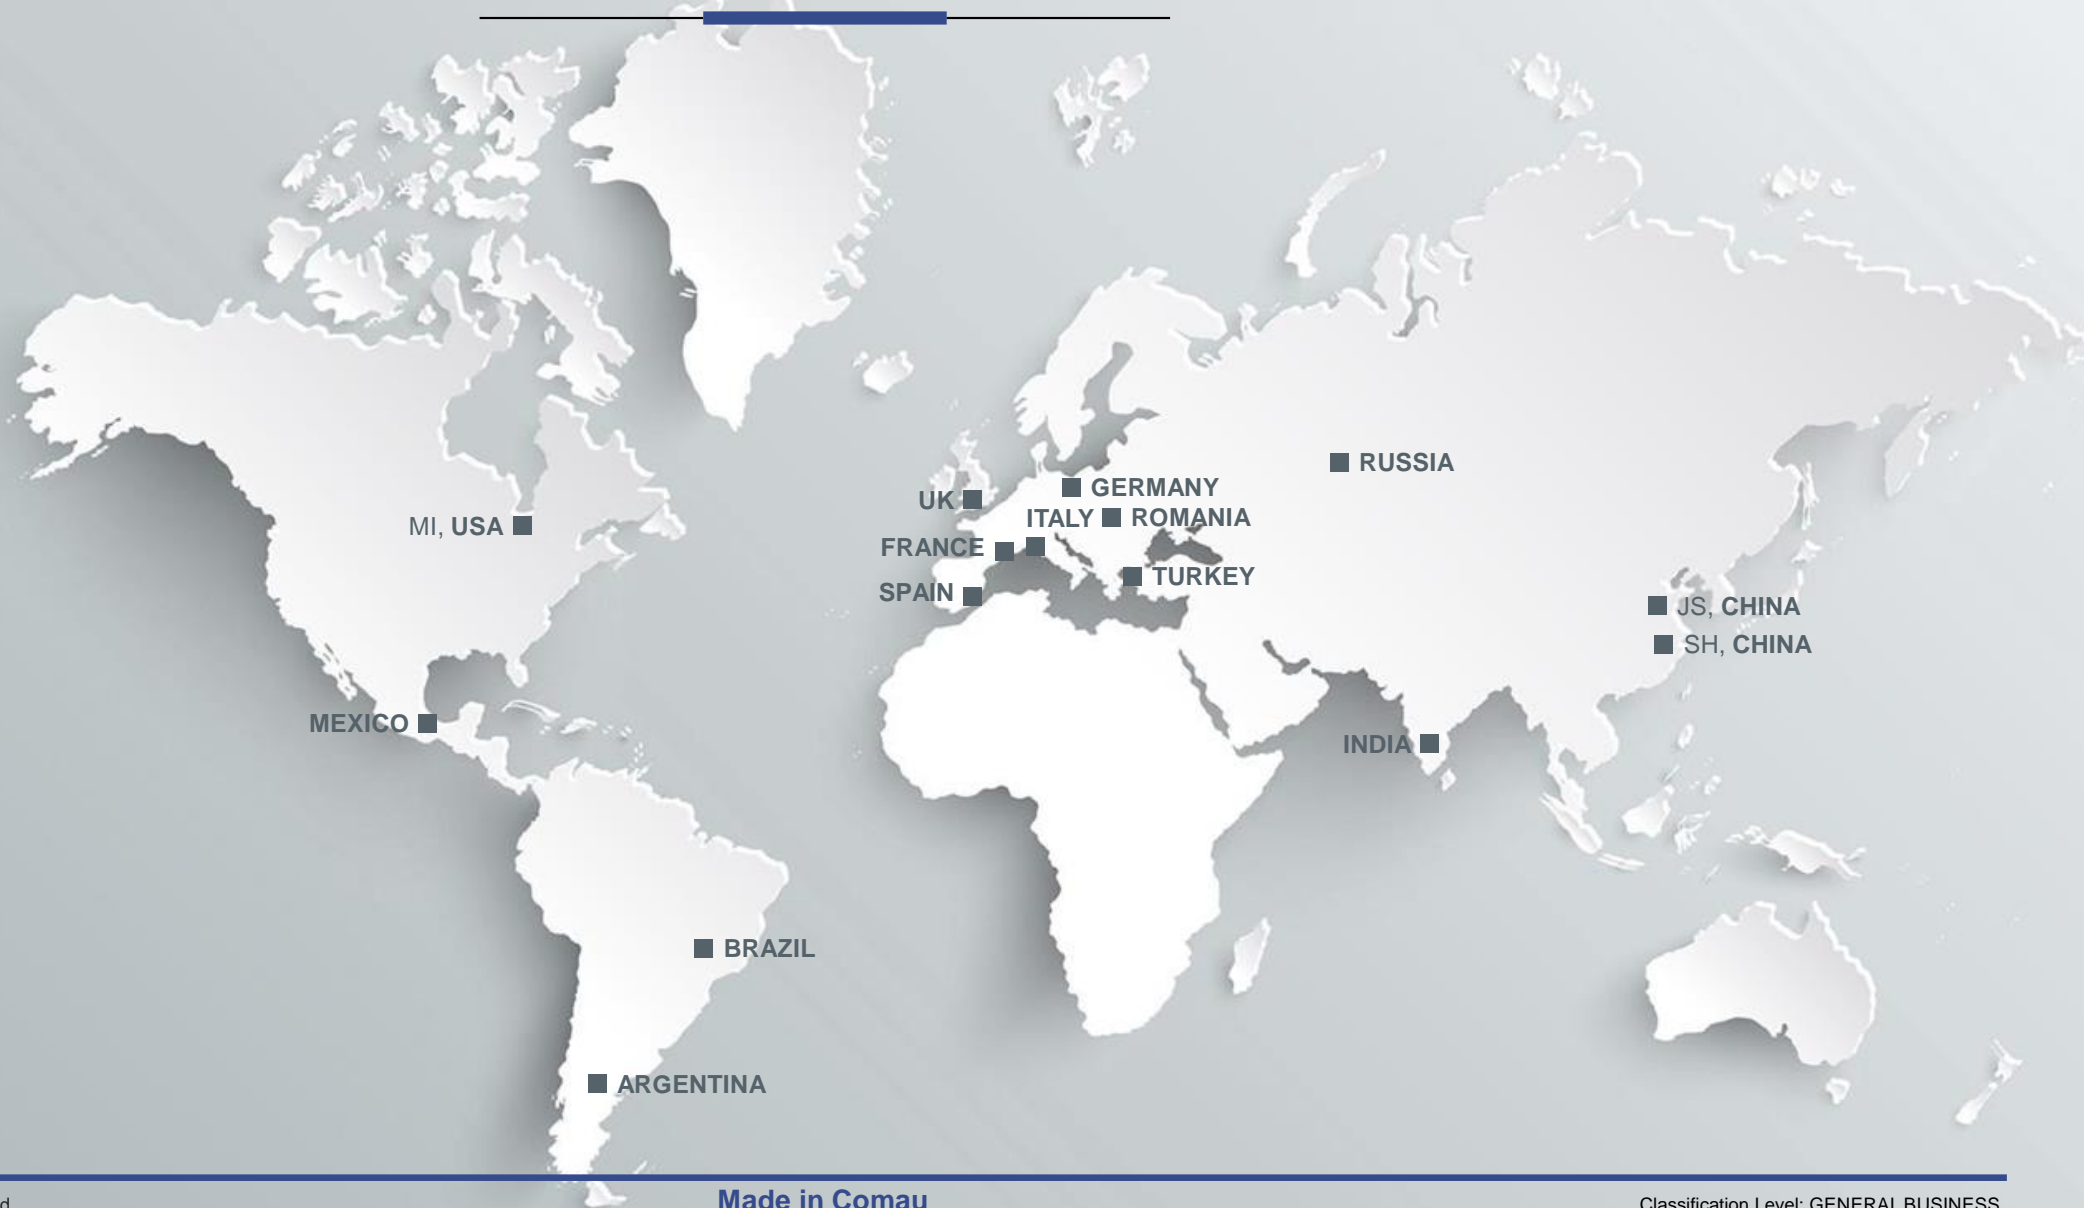 RUSSIA
GERMANY
UK
ITALY ROMANIA
MI, USA
FRANCE
TURKEY
SPAIN
JS, CHINA
SH, CHINA
MEXICO
INDIA
BRAZIL
ARGENTINA
Made in Comau
Classification Level: GENERAL BUSINESS